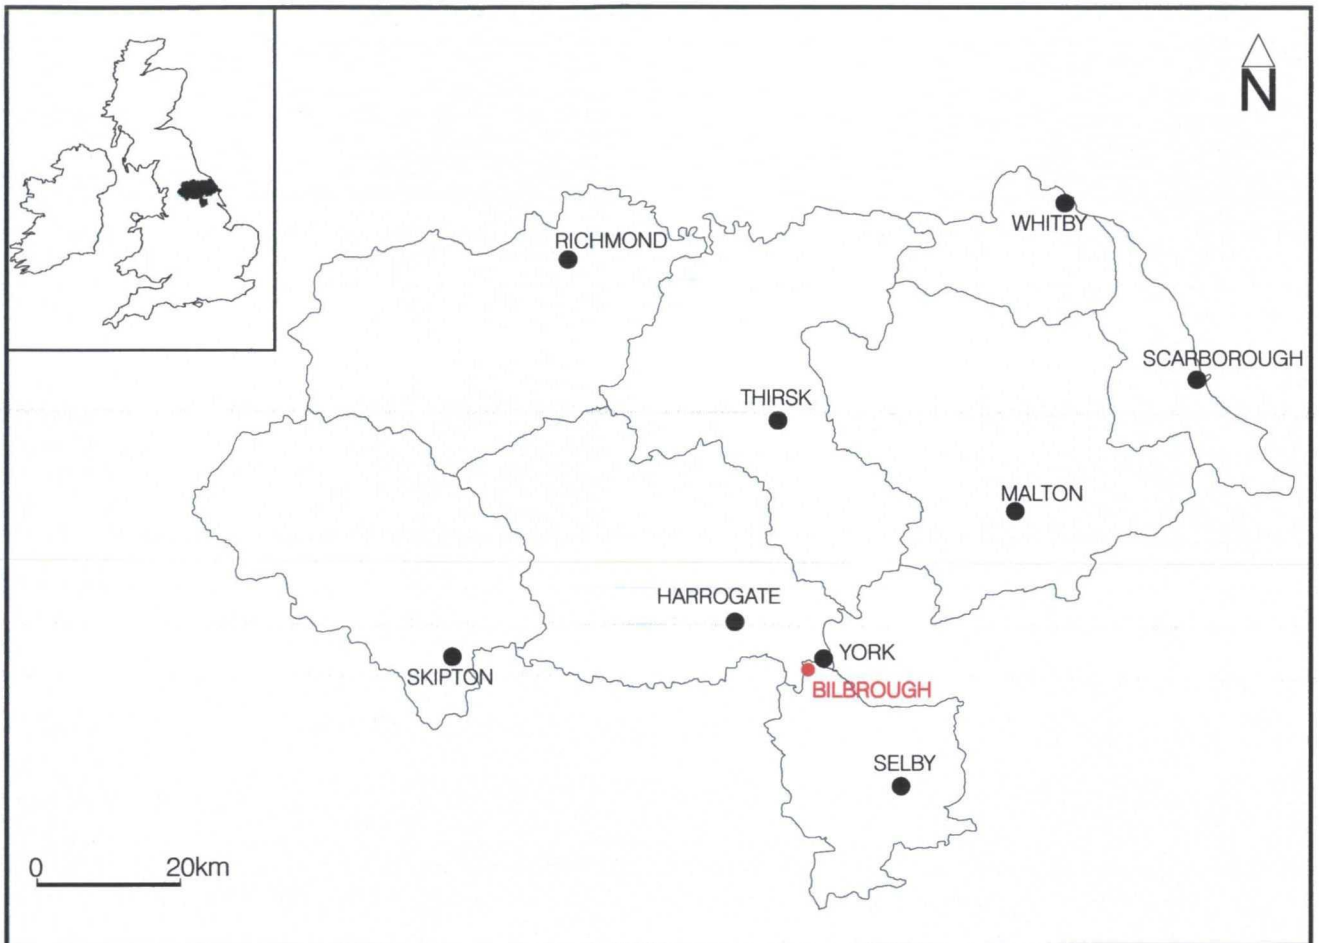 N
WHITBY
RICHMOND
SCARBOROUGH
THIRSK
MALTON
HARROGATE
YORK
SKIPTON
BILBROUGH
SELBY
0 20km